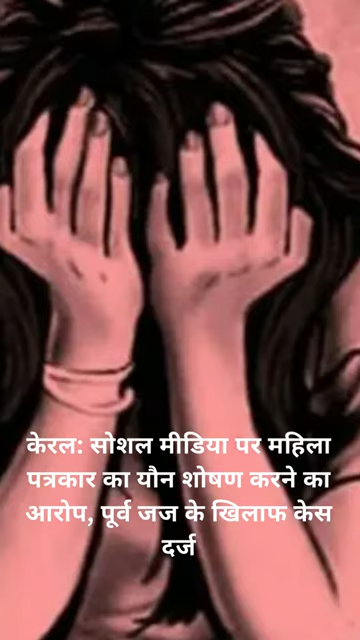 केरल: सोशल मीडिया पर महिला
पत्रकार का यौन शोषण करने का
आरोप, पूर्व जज के खिलाफ केस
दर्ज